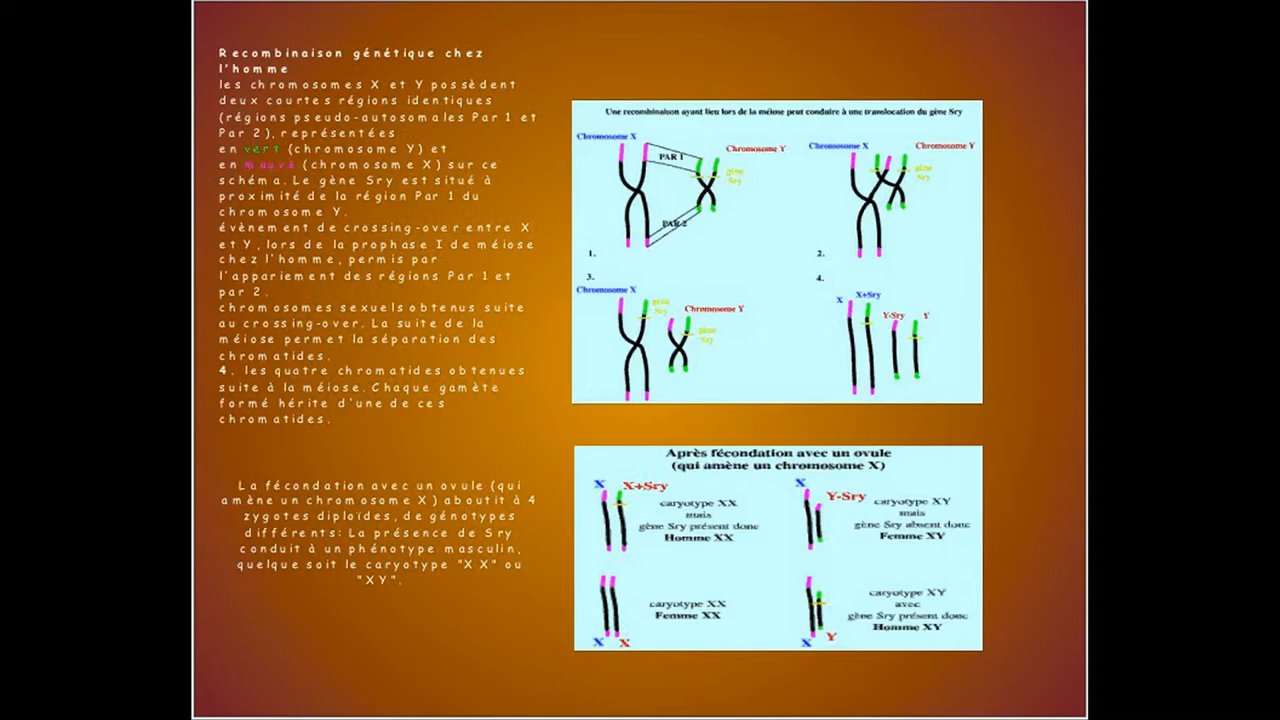 Recombinaison génétique chez
l'homme
les chromosomes X et Y possèdent
deux courtes régions identiques
(régions pseudo-autosomales Par 1 et
Par 2), représentées
en vert (chromosome Y) et
en mauve (chromosome X) sur ce
schéma. Le gène Sry est situé à
proximité de la région Par 1 du
chromosome Y.
évènement de crossing-over entre X
et Y, lors de la prophase I de méiose
chez l'homme, permis par
l'appariement des régions Par 1 et
par 2.
chromosomes sexuels obtenus suite
au crossing-over. La suite de la
méiose permet la séparation des
chromatides.
4. les quatre chromatides obtenues
suite à la méiose. Chaque gamète
formé hérite d'une de ces
chromatides.
La fécondation avec un ovule (qui
amène un chromosome X) aboutit à 4
zygotes diploïdes, de génotypes
différents: La présence de Sry
conduit à un phénotype masculin,
quelque soit le caryotype "XX" ou
"XY".
Une recombinaison ayant lieu lors de la méiose peut conduire à une translocation du gène Sry
Chromosome X
PAR 1
Chromosome Y
gène
Sry
PAR 2
1.
Chromosome X
Chromosome Y
gène
Sry
2.
3.
Chromosome X
gène
Sry
Chromosome Y
gène
Sry
4.
X
X+Sry
Y-Sry
Y
Après fécondation avec un ovule
(qui amène un chromosome X)
X
X+Sry
caryotype XX
mais
gène Sry présent donc
Homme XX
X
Y-Sry
caryotype XY
mais
gène Sry absent donc
Femme XY
caryotype XX
Femme XX
X X
caryotype XY
avec
gène Sry présent donc
Homme XY
X Y